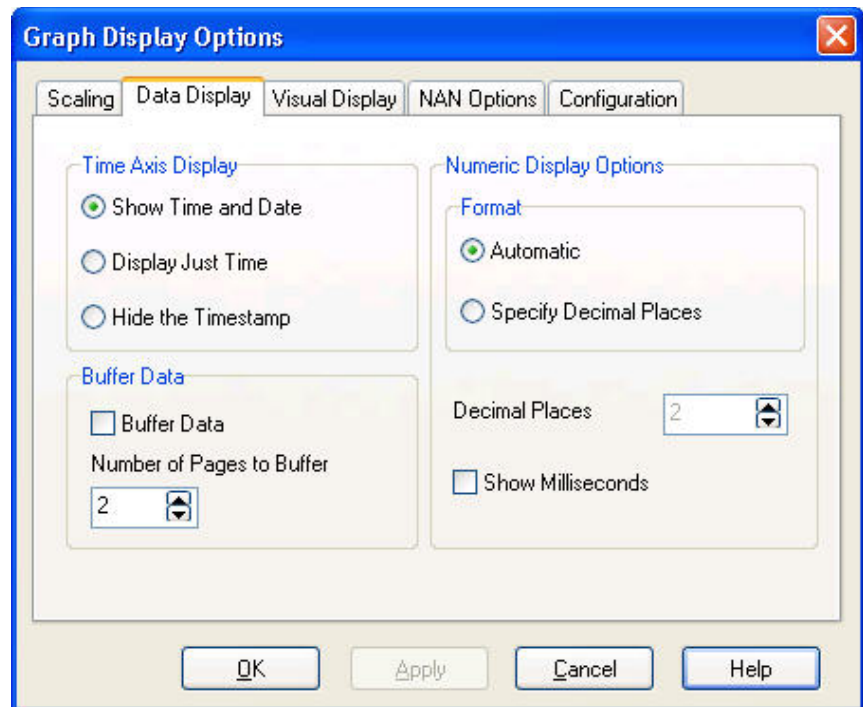 Graph Display Options
Scaling
Data Display
Visual Display
NAN Options
Configuration
Time Axis Display
Show Time and Date
Display Just Time
Hide the Timestamp
Buffer Data
Buffer Data
Number of Pages to Buffer
2
Numeric Display Options
Format
Automatic
Specify Decimal Places
Decimal Places 2
Show Milliseconds
OK
Apply
Cancel
Help